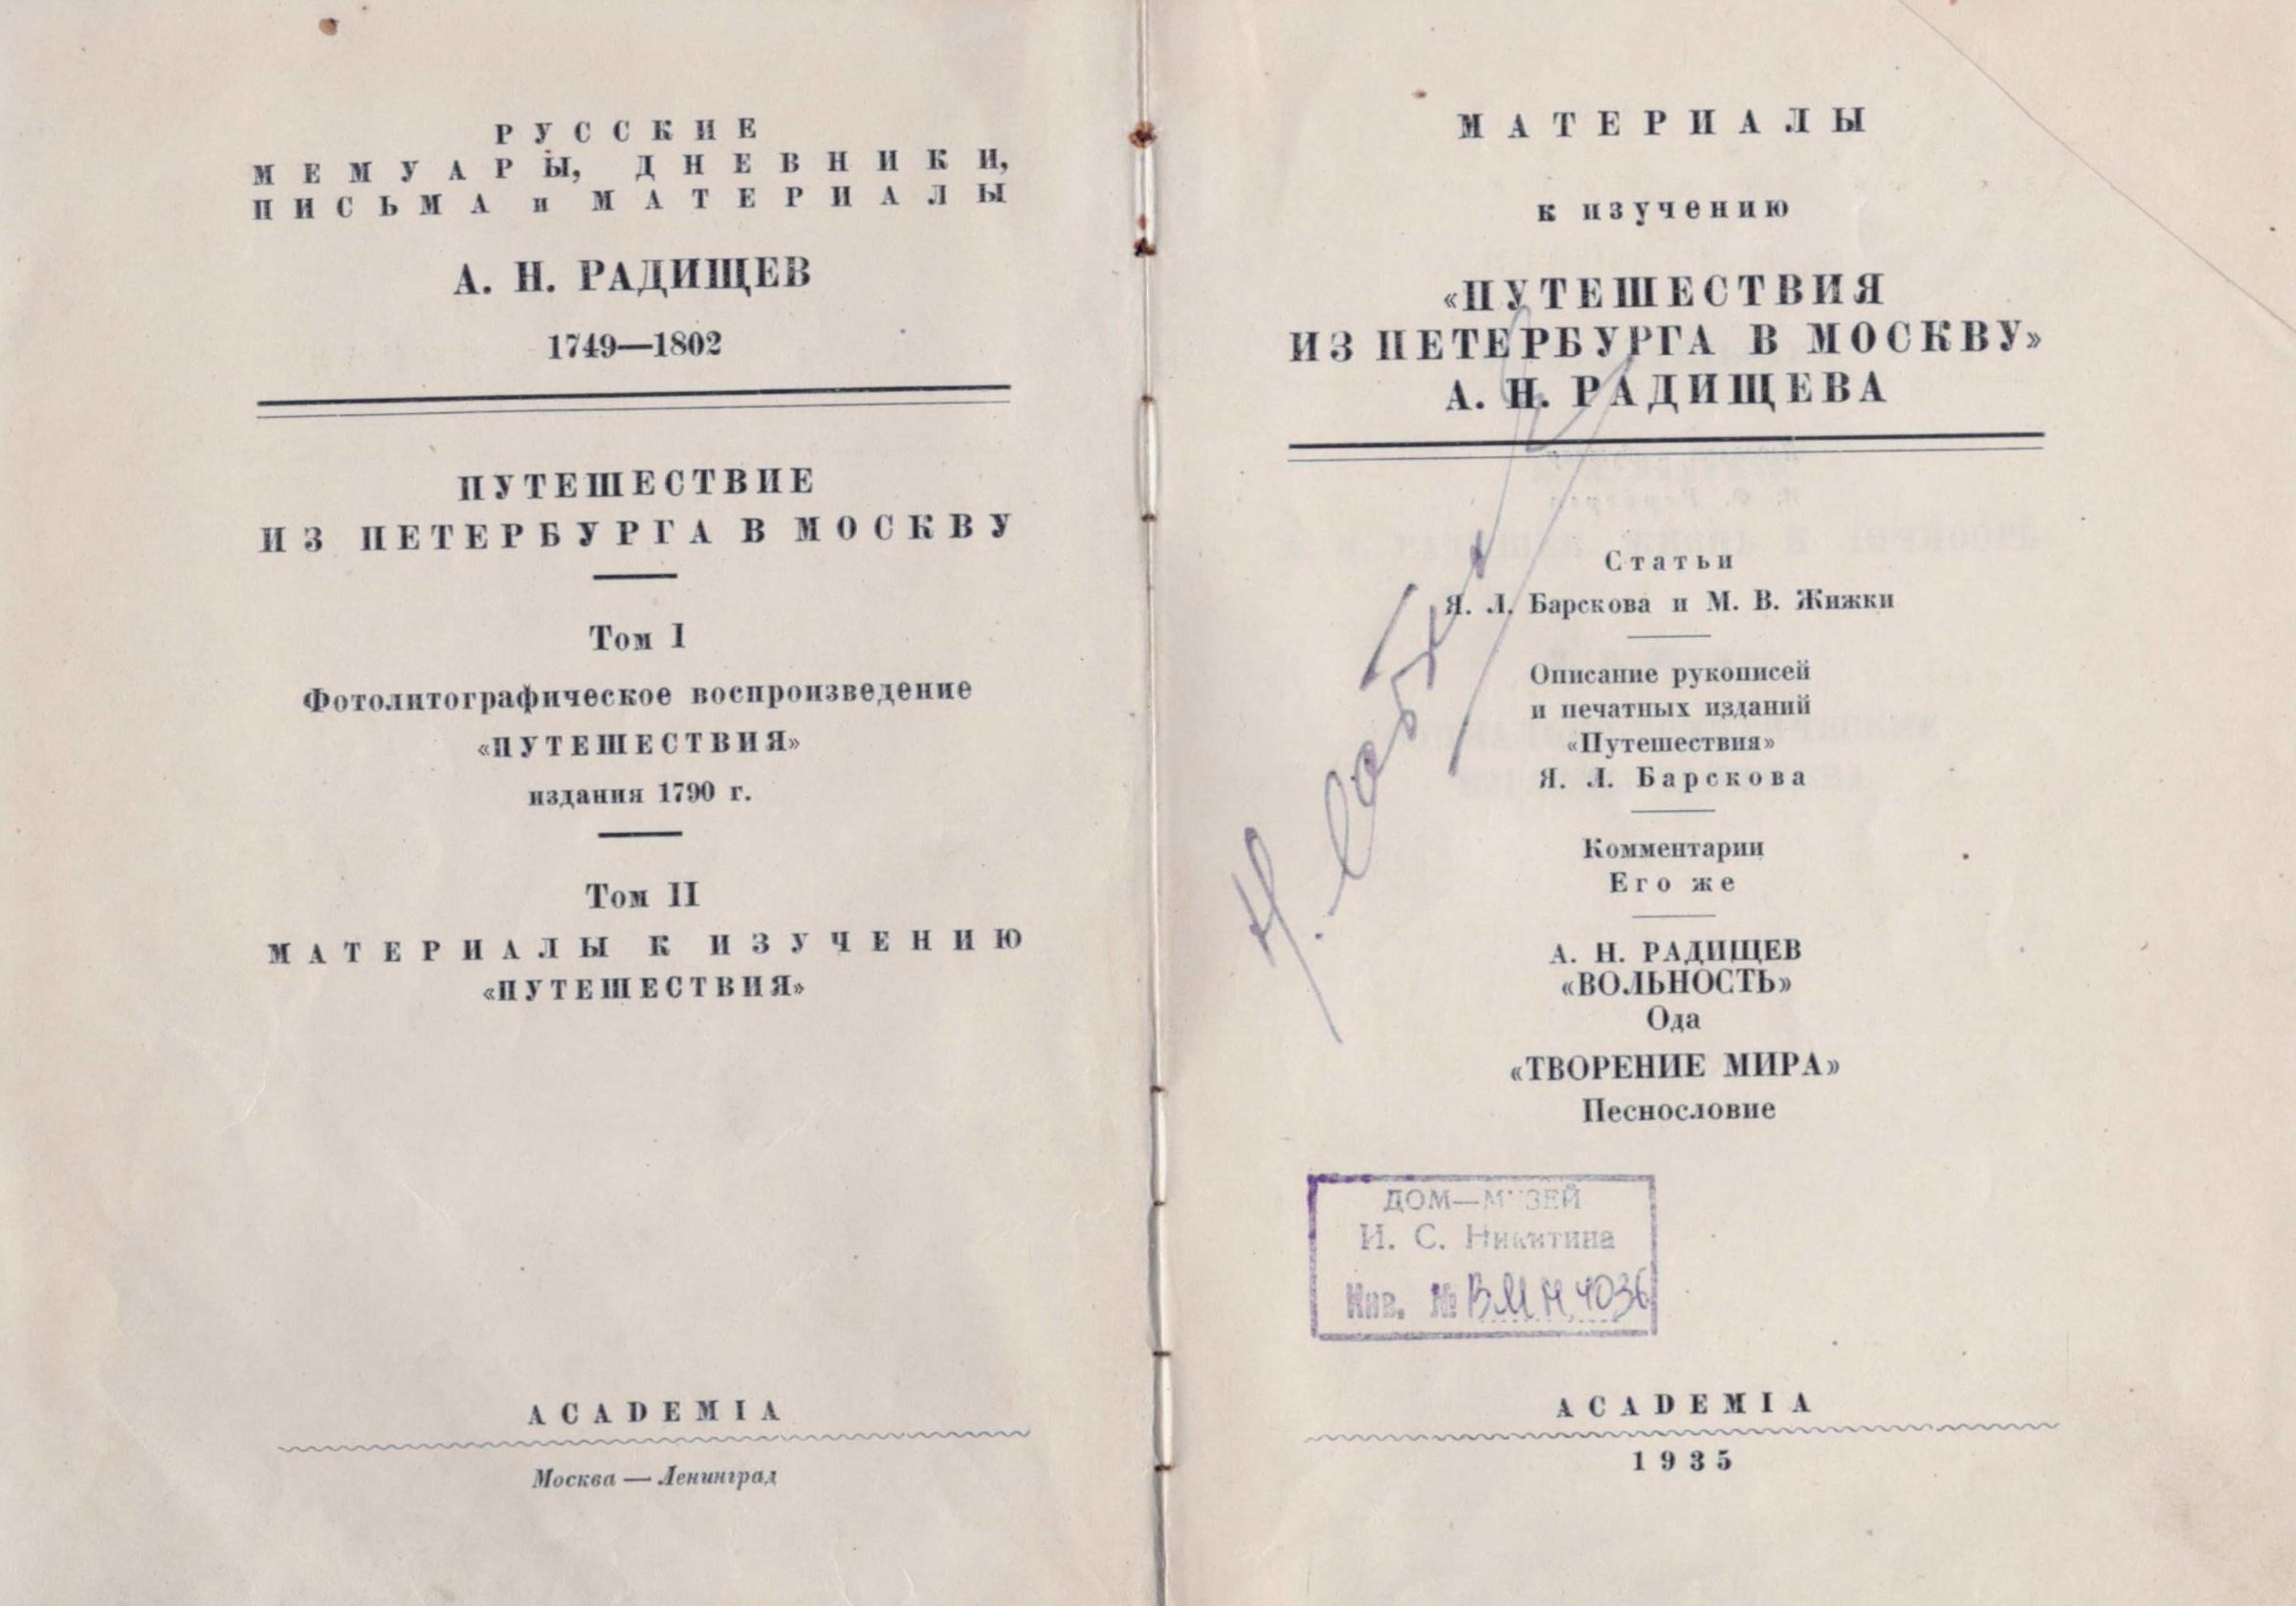 РУССКИЕ
МЕМУАРЫ, ДНЕВНИКИ,
ПИСЬМА и МАТЕРИАЛЫ
А. Н. РАДИЩЕВ
1749—1802
ПУТЕШЕСТВИЕ
ИЗ ПЕТЕРБУРГА В МОСКВУ
Том I
Фотолитографическое воспроизведение
«ПУТЕШЕСТВИЯ»
издания 1790 г.
Том II
МАТЕРИАЛЫ К ИЗУЧЕНИЮ
«ПУТЕШЕСТВИЯ»
ACADEMIA
Москва — Ленинград
МАТЕРИАЛЫ
к изучению
«ПУТЕШЕСТВИЯ
ИЗ ПЕТЕРБУРГА В МОСКВУ»
А. Н. РАДИЩЕВА
Статьи
Я. Л. Барскова и М. В. Жижки
Описание рукописей
и печатных изданий
«Путешествия»
Я. Л. Барскова
Комментарии
Его же
А. Н. РАДИЩЕВ
«ВОЛЬНОСТЬ»
Ода
«ТВОРЕНИЕ МИРА»
Песнословие
ДОМ—МУЗЕЙ
И. С. Никитина
Инв. № ВМН 4036
ACADEMIA
1935